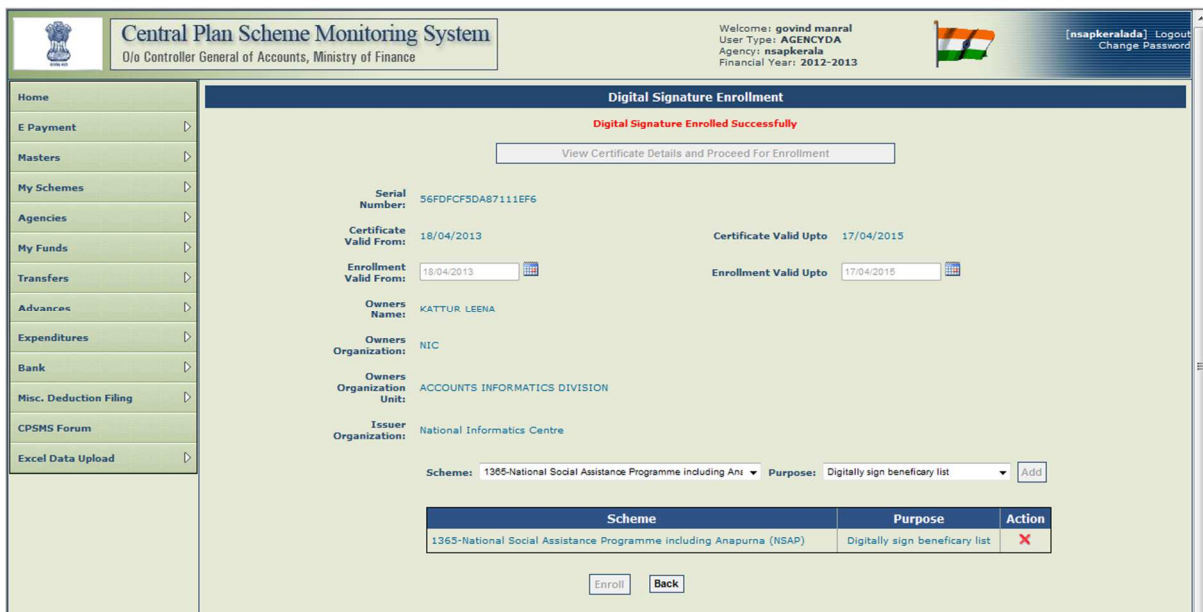 Central Plan Scheme Monitoring System
O/o Controller General of Accounts, Ministry of Finance
Welcome: govind manral
User Type: AGENCYDA
Agency: nsapkerala
Financial Year: 2012-2013
[nsapkeralada] Logout
Change Password
Home
E Payment
Masters
My Schemes
Agencies
My Funds
Transfers
Advances
Expenditures
Bank
Misc. Deduction Filing
CPSMS Forum
Excel Data Upload
Digital Signature Enrollment
Digital Signature Enrolled Successfully
View Certificate Details and Proceed For Enrollment
Serial
Number: 56FDFCF5DA87111EF6
Certificate
Valid From: 18/04/2013 Certificate Valid Upto 17/04/2015
Enrollment
Valid From: 18/04/2013 Enrollment Valid Upto 17/04/2015
Owners
Name: KATTUR LEENA
Owners
Organization: NIC
Owners
Organization ACCOUNTS INFORMATICS DIVISION
Unit:
Issuer
Organization: National Informatics Centre
Scheme: 1365-National Social Assistance Programme including Ana Purpose: Digitally sign beneficary list Add
Scheme Purpose Action
1365-National Social Assistance Programme including Anapurna (NSAP) Digitally sign beneficary list
Enroll Back